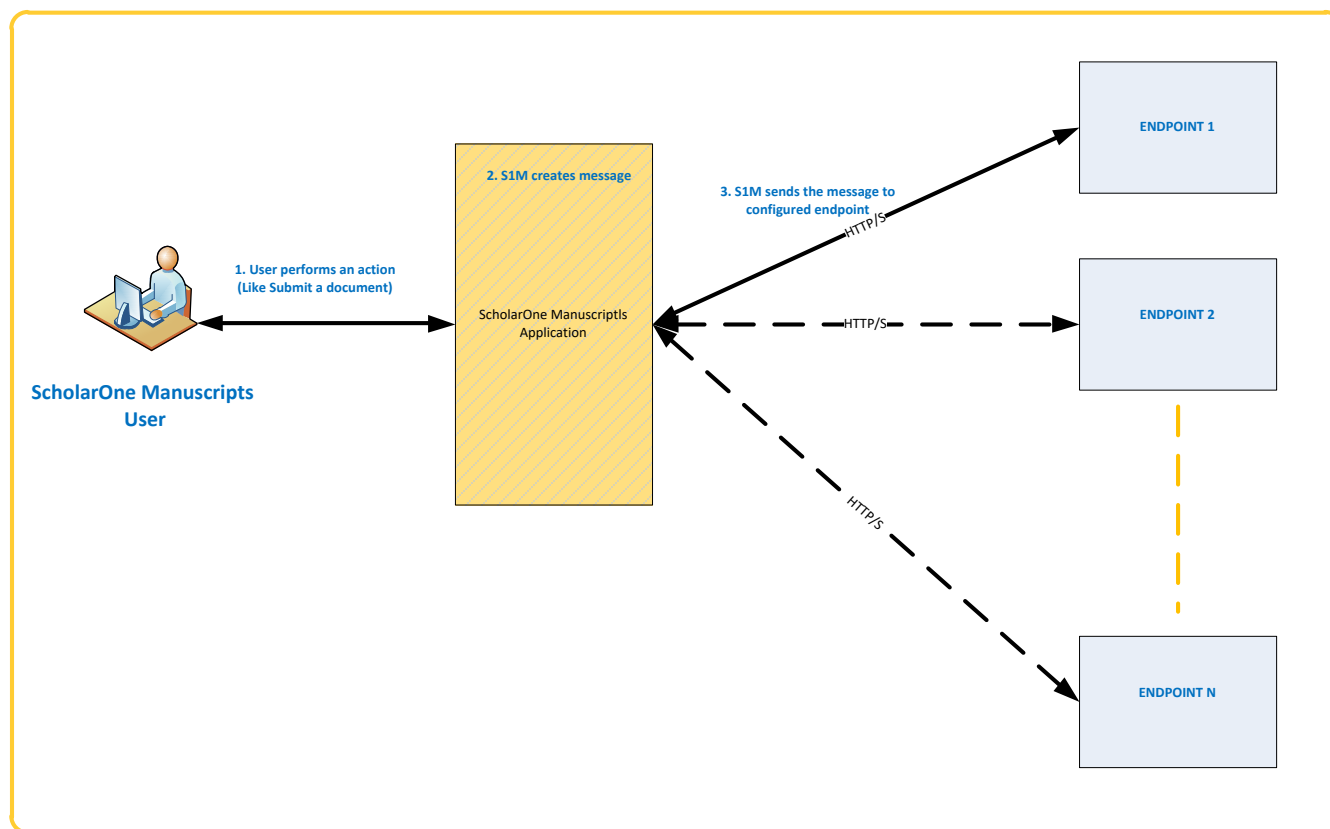 ENDPOINT 1
2. S1M creates message
3. S1M sends the message to
configured endpoint
HTTP/S
1. User performs an action
(Like Submit a document)
ScholarOne Manuscriptls
Application
HTTP/S
ENDPOINT 2
ScholarOne Manuscripts
User
HTTP/S
ENDPOINT N